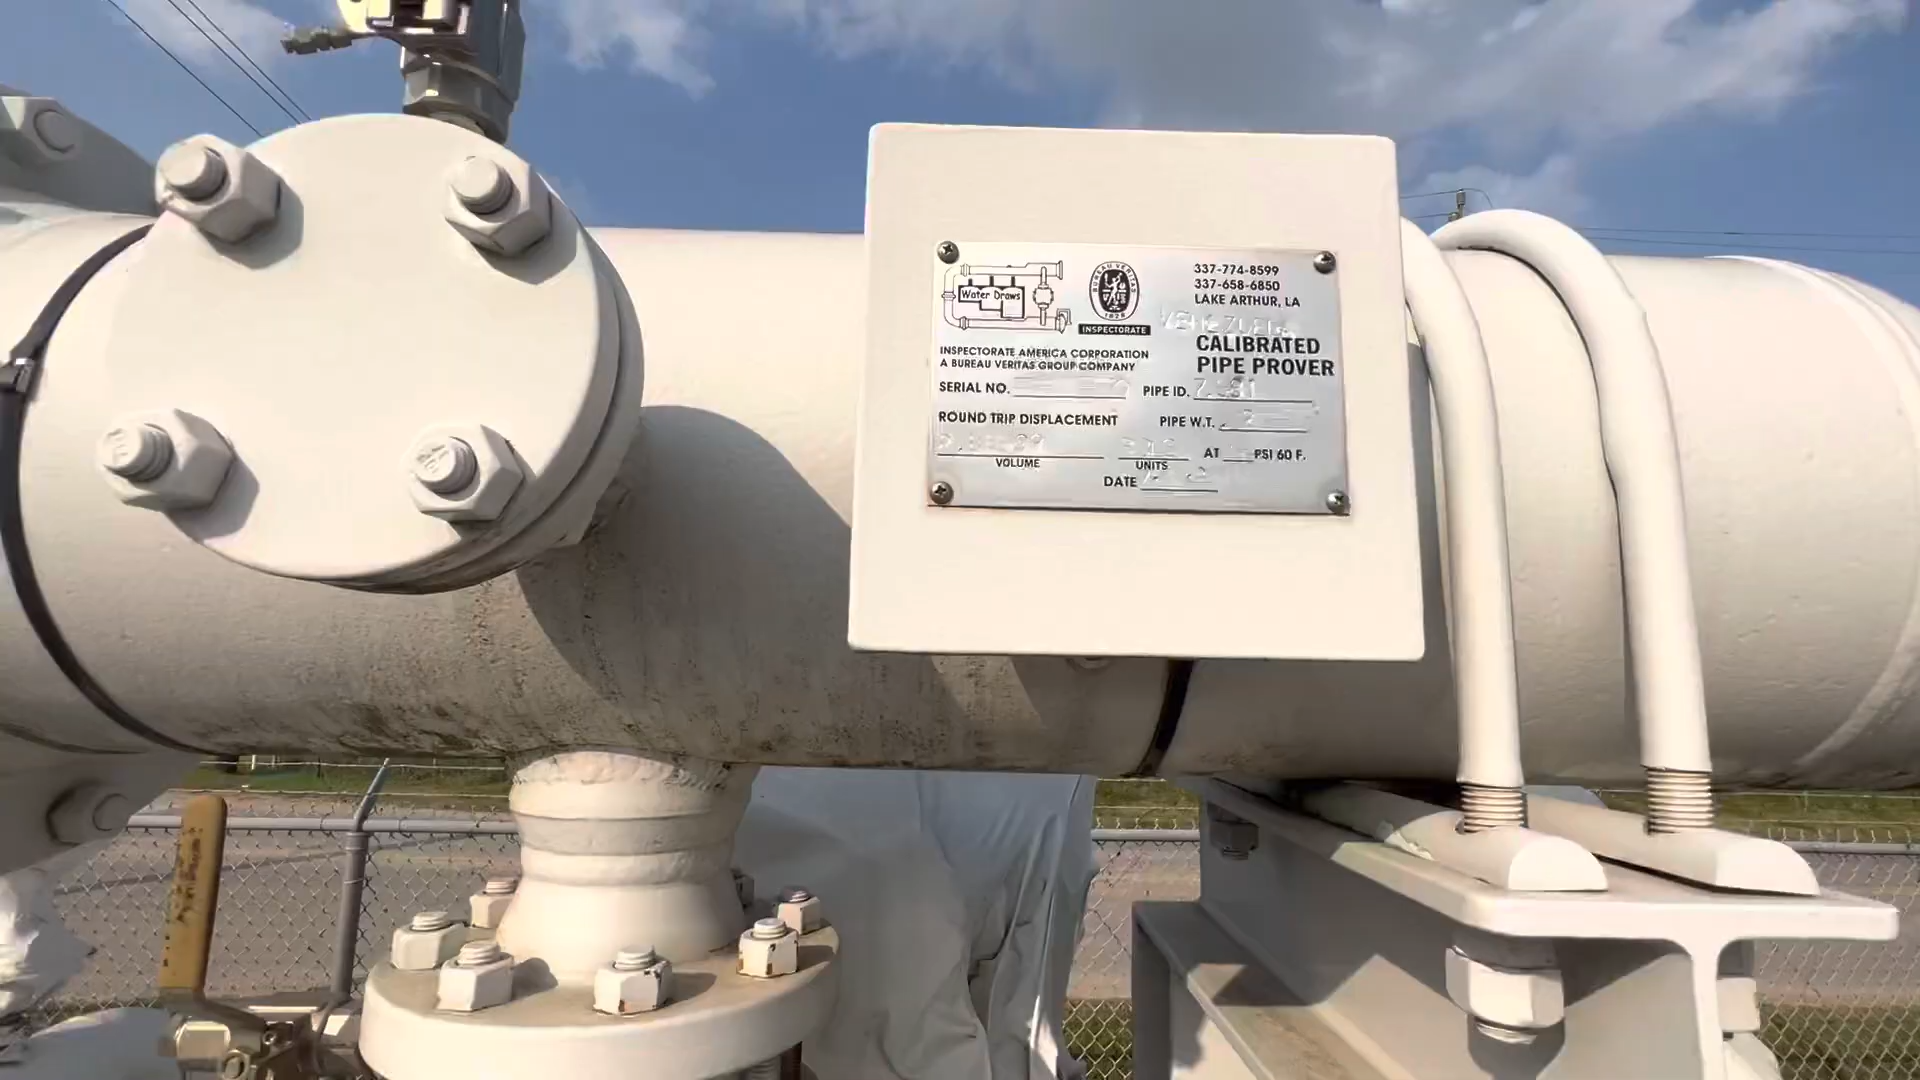 Water Draws
BUREAU VERITAS
1828
INSPECTORATE
337-774-8599
337-658-6850
LAKE ARTHUR, LA
CALIBRATED
PIPE PROVER
INSPECTORATE AMERICA CORPORATION
A BUREAU VERITAS GROUP COMPANY
SERIAL NO.
PIPE ID.
ROUND TRIP DISPLACEMENT
PIPE W.T.
VOLUME
UNITS
AT PSI 60 F.
DATE